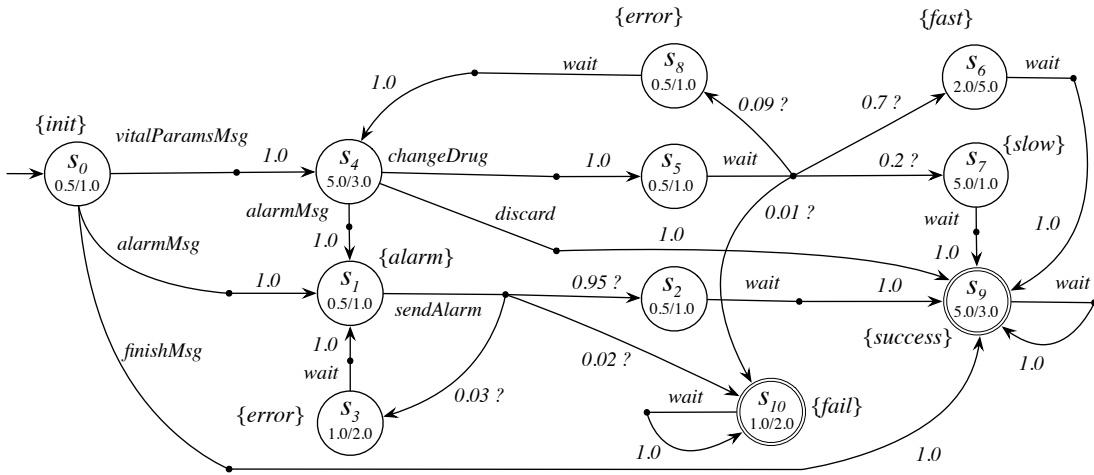 {error}
{fast}
wait
s8
0.5/1.0
wait
s6
2.0/5.0
1.0
0.09 ?
0.7 ?
{init}
vitalParamsMsg
s0
0.5/1.0
1.0
s4
5.0/3.0
changeDrug
1.0
s5
0.5/1.0
wait
0.2 ?
s7
5.0/1.0
{slow}
alarmMsg
discard
0.01 ?
wait
1.0
alarmMsg
1.0
{alarm}
1.0
1.0
1.0
s1
0.5/1.0
sendAlarm
0.95 ?
s2
0.5/1.0
wait
1.0
s9
5.0/3.0
wait
finishMsg
1.0
wait
0.02 ?
{success}
1.0
{error}
s3
1.0/2.0
0.03 ?
wait
s10
1.0/2.0
{fail}
1.0
1.0